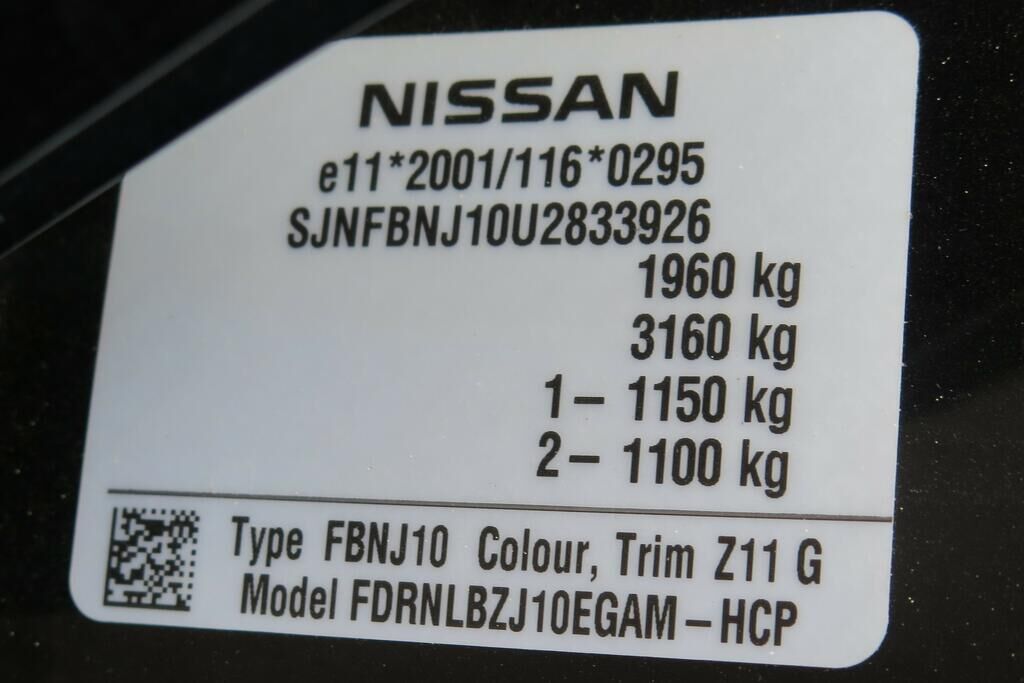 NISSAN
e11*2001/116*0295
SJNFBNJ10U2833926
1960 kg
3160 kg
1– 1150 kg
2– 1100 kg
Type FBNJ10 Colour, Trim Z11 G
Model FDRNLBZJ10EGAM–HCP